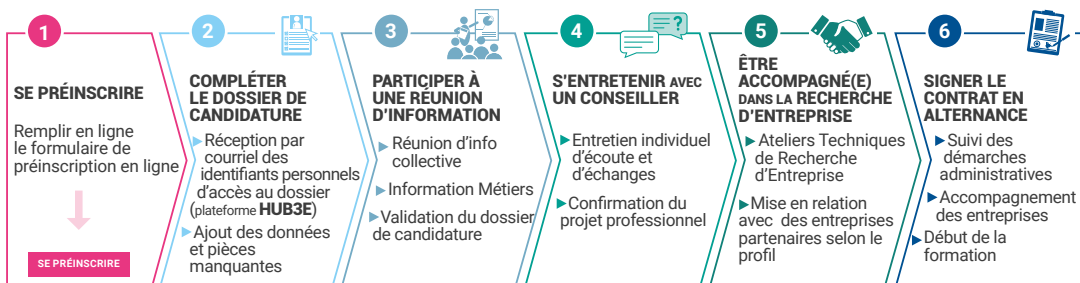 1
SE PRÉINSCRIRE
Remplir en ligne
le formulaire de
préinscription en ligne
SE PRÉINSCRIRE
2
COMPLÉTER
LE DOSSIER DE
CANDIDATURE
Réception par
courriel des
identifiants personnels
d'accès au dossier
(plateforme HUB3E)
Ajout des données
et pièces
manquantes
3
PARTICIPER À
UNE RÉUNION
D'INFORMATION
Réunion d'info
collective
Information Métiers
Validation du dossier
de candidature
4
?
S'ENTRETENIR AVEC
UN CONSEILLER
Entretien individuel
d'écoute et
d'échanges
Confirmation du
projet professionnel
5
ÊTRE
ACCOMPAGNÉ(E)
DANS LA RECHERCHE
D'ENTREPRISE
Ateliers Techniques
de Recherche
d'Entreprise
Mise en relation
avec des entreprises
partenaires selon le
profil
6
SIGNER LE
CONTRAT EN
ALTERNANCE
Suivi des
démarches
administratives
Accompagnement
des entreprises
Début de la
formation